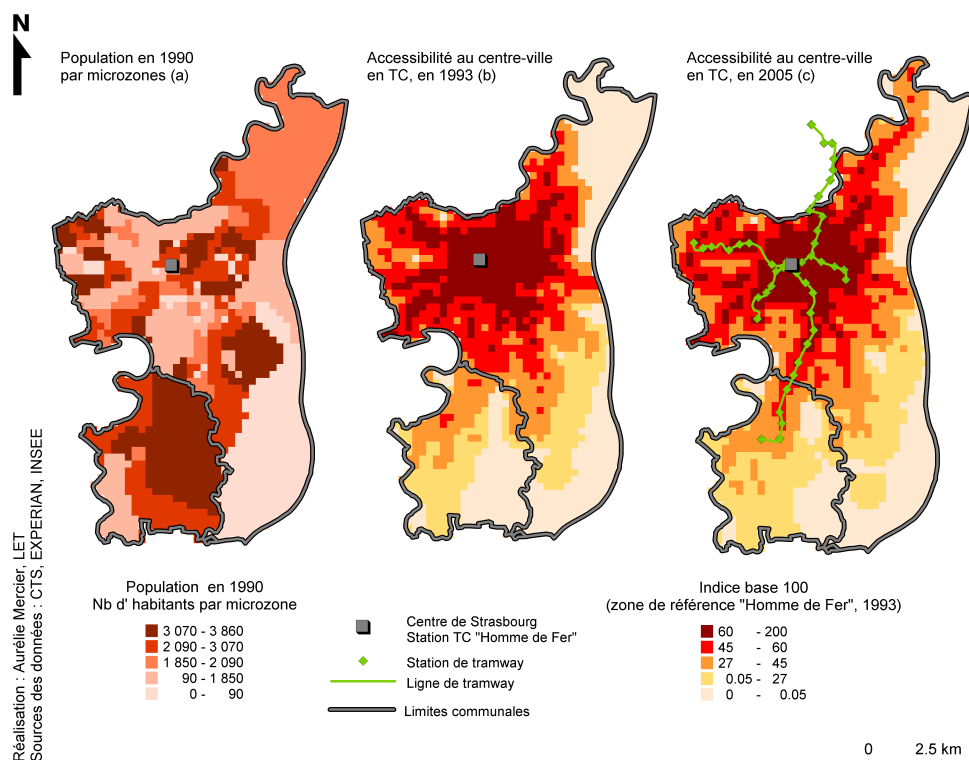 N
Population en 1990
par microzones (a)
Accessibilité au centre-ville
en TC, en 1993 (b)
Accessibilité au centre-ville
en TC, en 2005 (c)
Réalisation : Aurélie Mercier, LET
Sources des données : CTS, EXPERIAN, INSEE
Population en 1990
Nb d' habitants par microzone
3 070 - 3 860
2 090 - 3 070
1 850 - 2 090
90 - 1 850
0 - 90
Centre de Strasbourg
Station TC "Homme de Fer"
Station de tramway
Ligne de tramway
Limites communales
Indice base 100
(zone de référence "Homme de Fer", 1993)
60 - 200
45 - 60
27 - 45
0.05 - 27
0 - 0.05
0 2.5 km